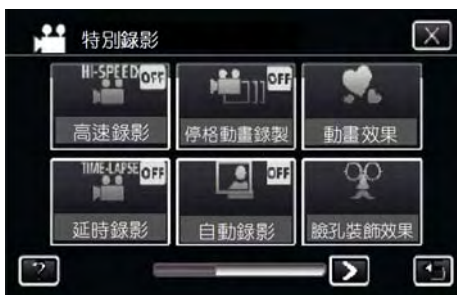 特別錄影 X
HI-SPEED OFF OFF
高速錄影 停格動畫錄製 動畫效果
TIME-LAPSE OFF OFF
延時錄影 自動錄影 臉孔裝飾效果
?